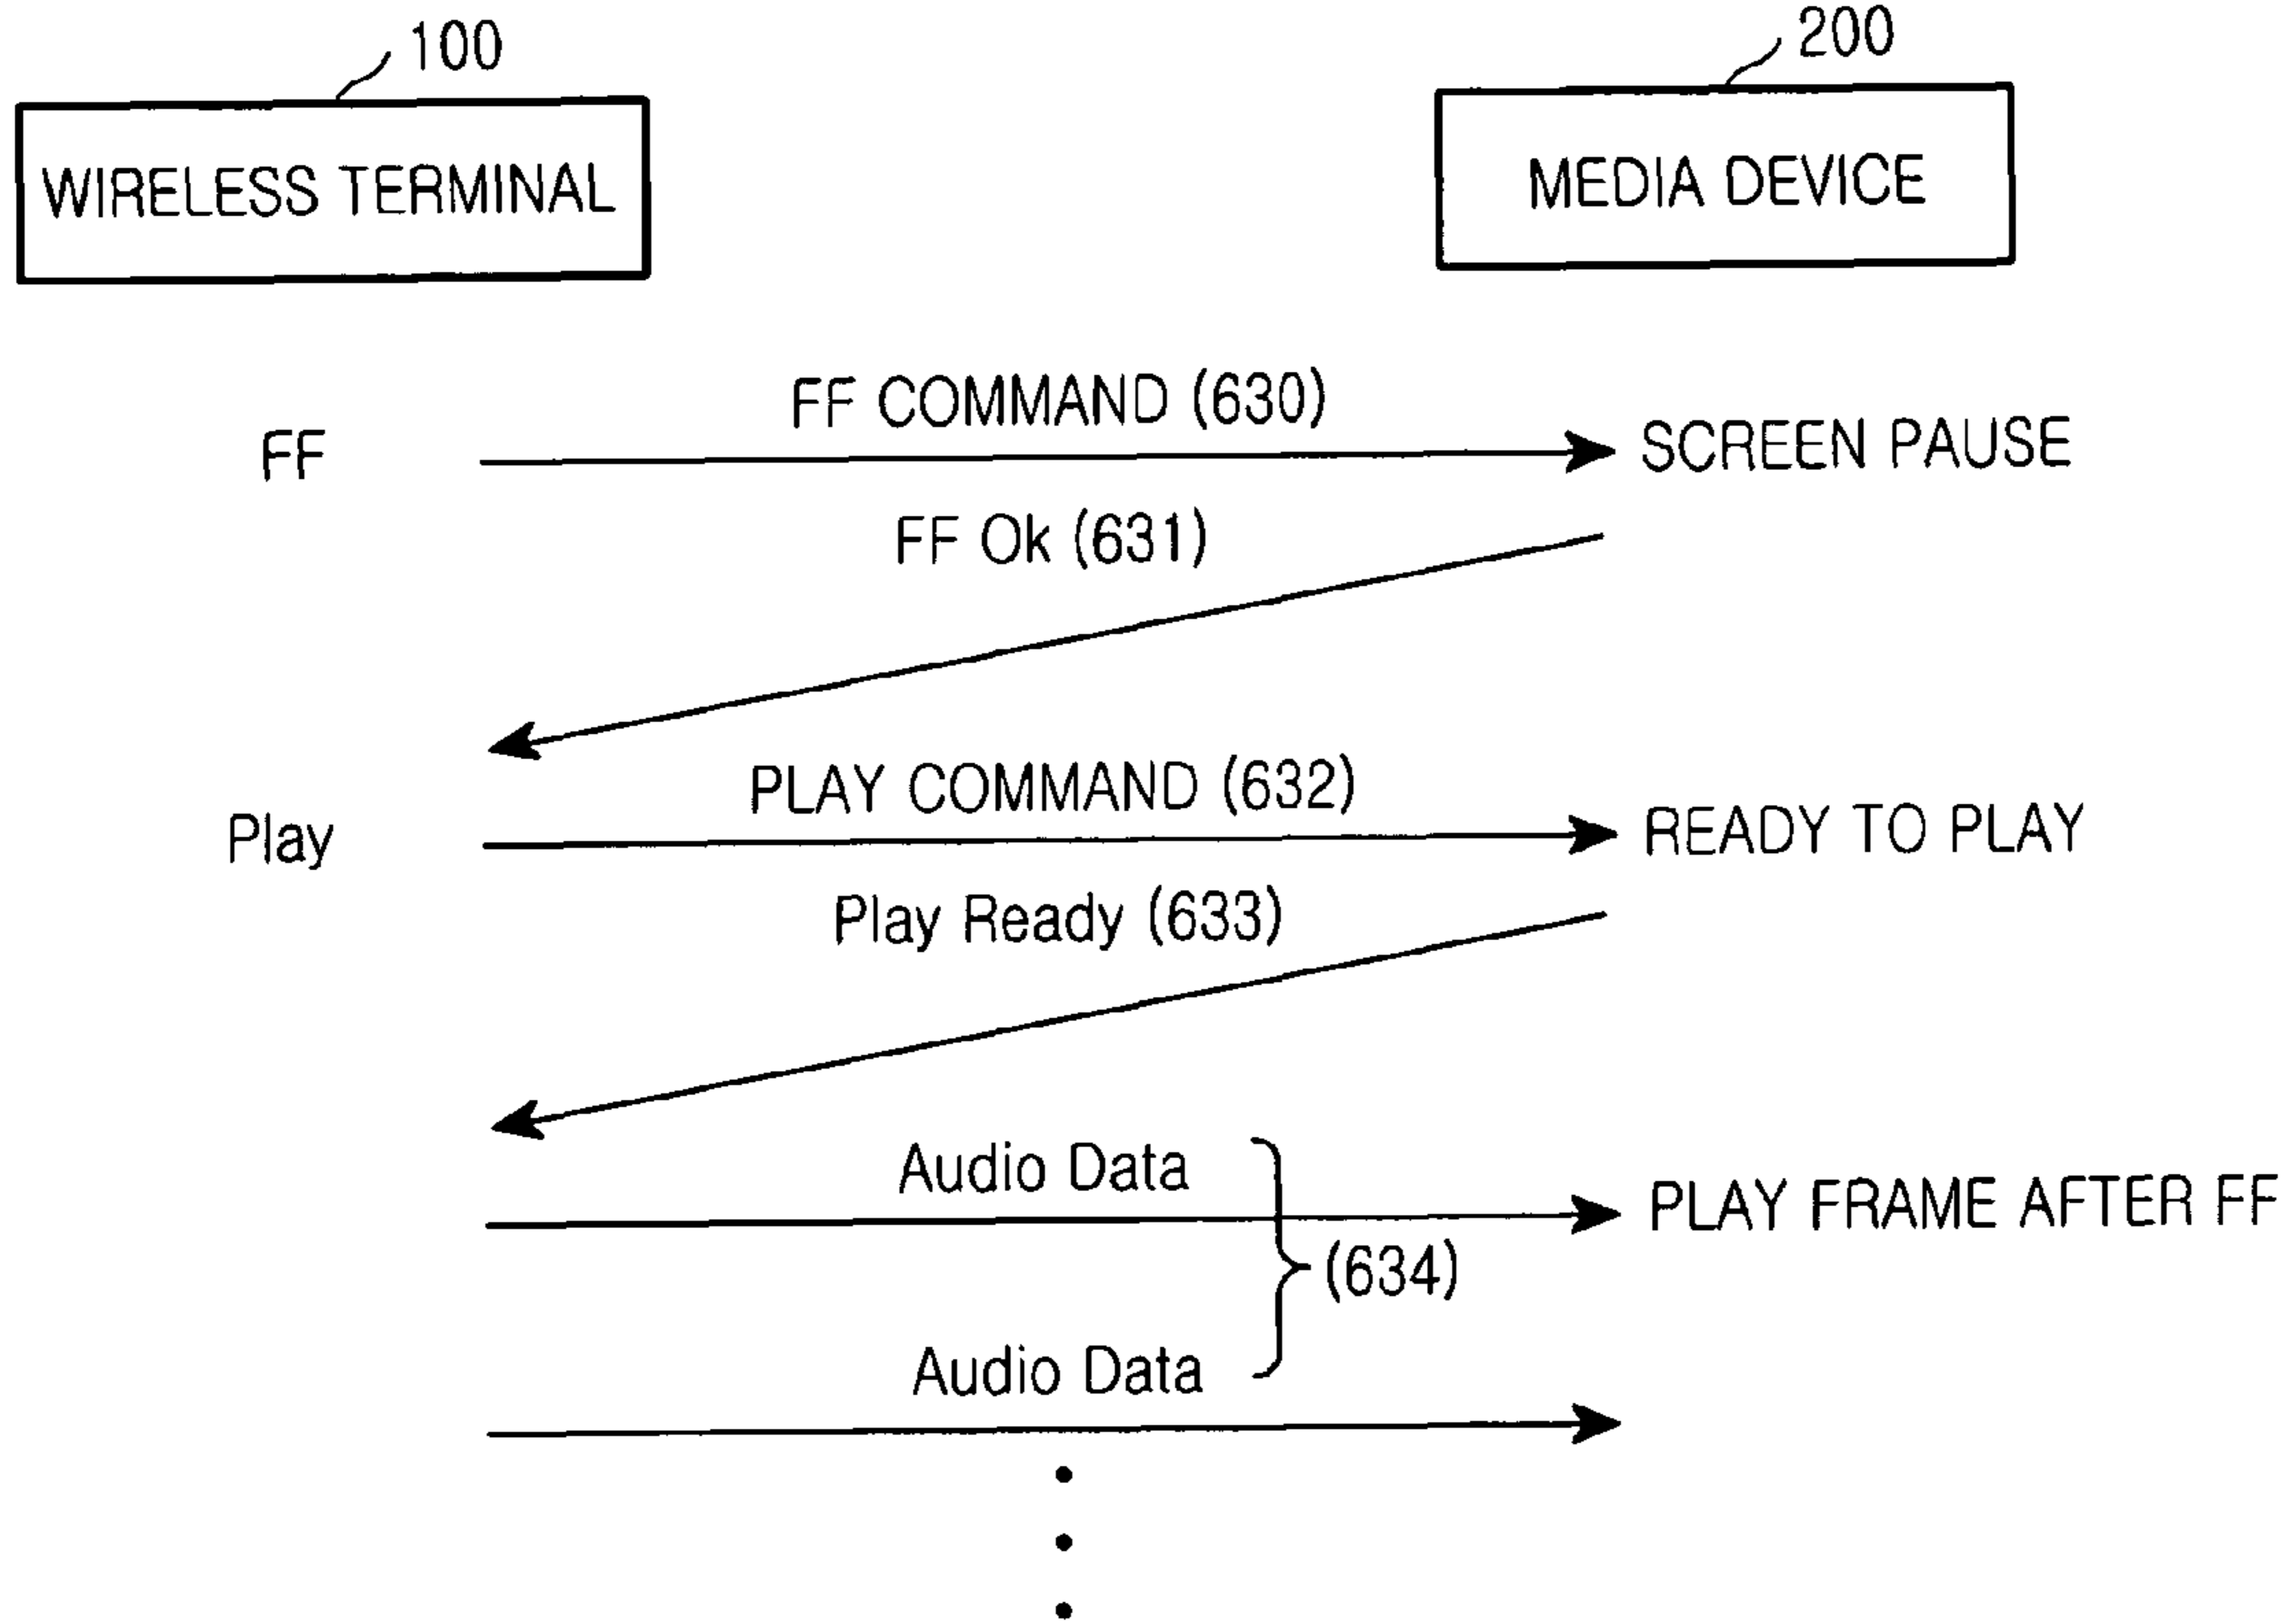 100
200
WIRELESS TERMINAL
MEDIA DEVICE
FF COMMAND (630)
FF
SCREEN PAUSE
FF Ok (631)
PLAY COMMAND (632)
Play
READY TO PLAY
Play Ready (633)
Audio Data
PLAY FRAME AFTER FF
(634)
Audio Data